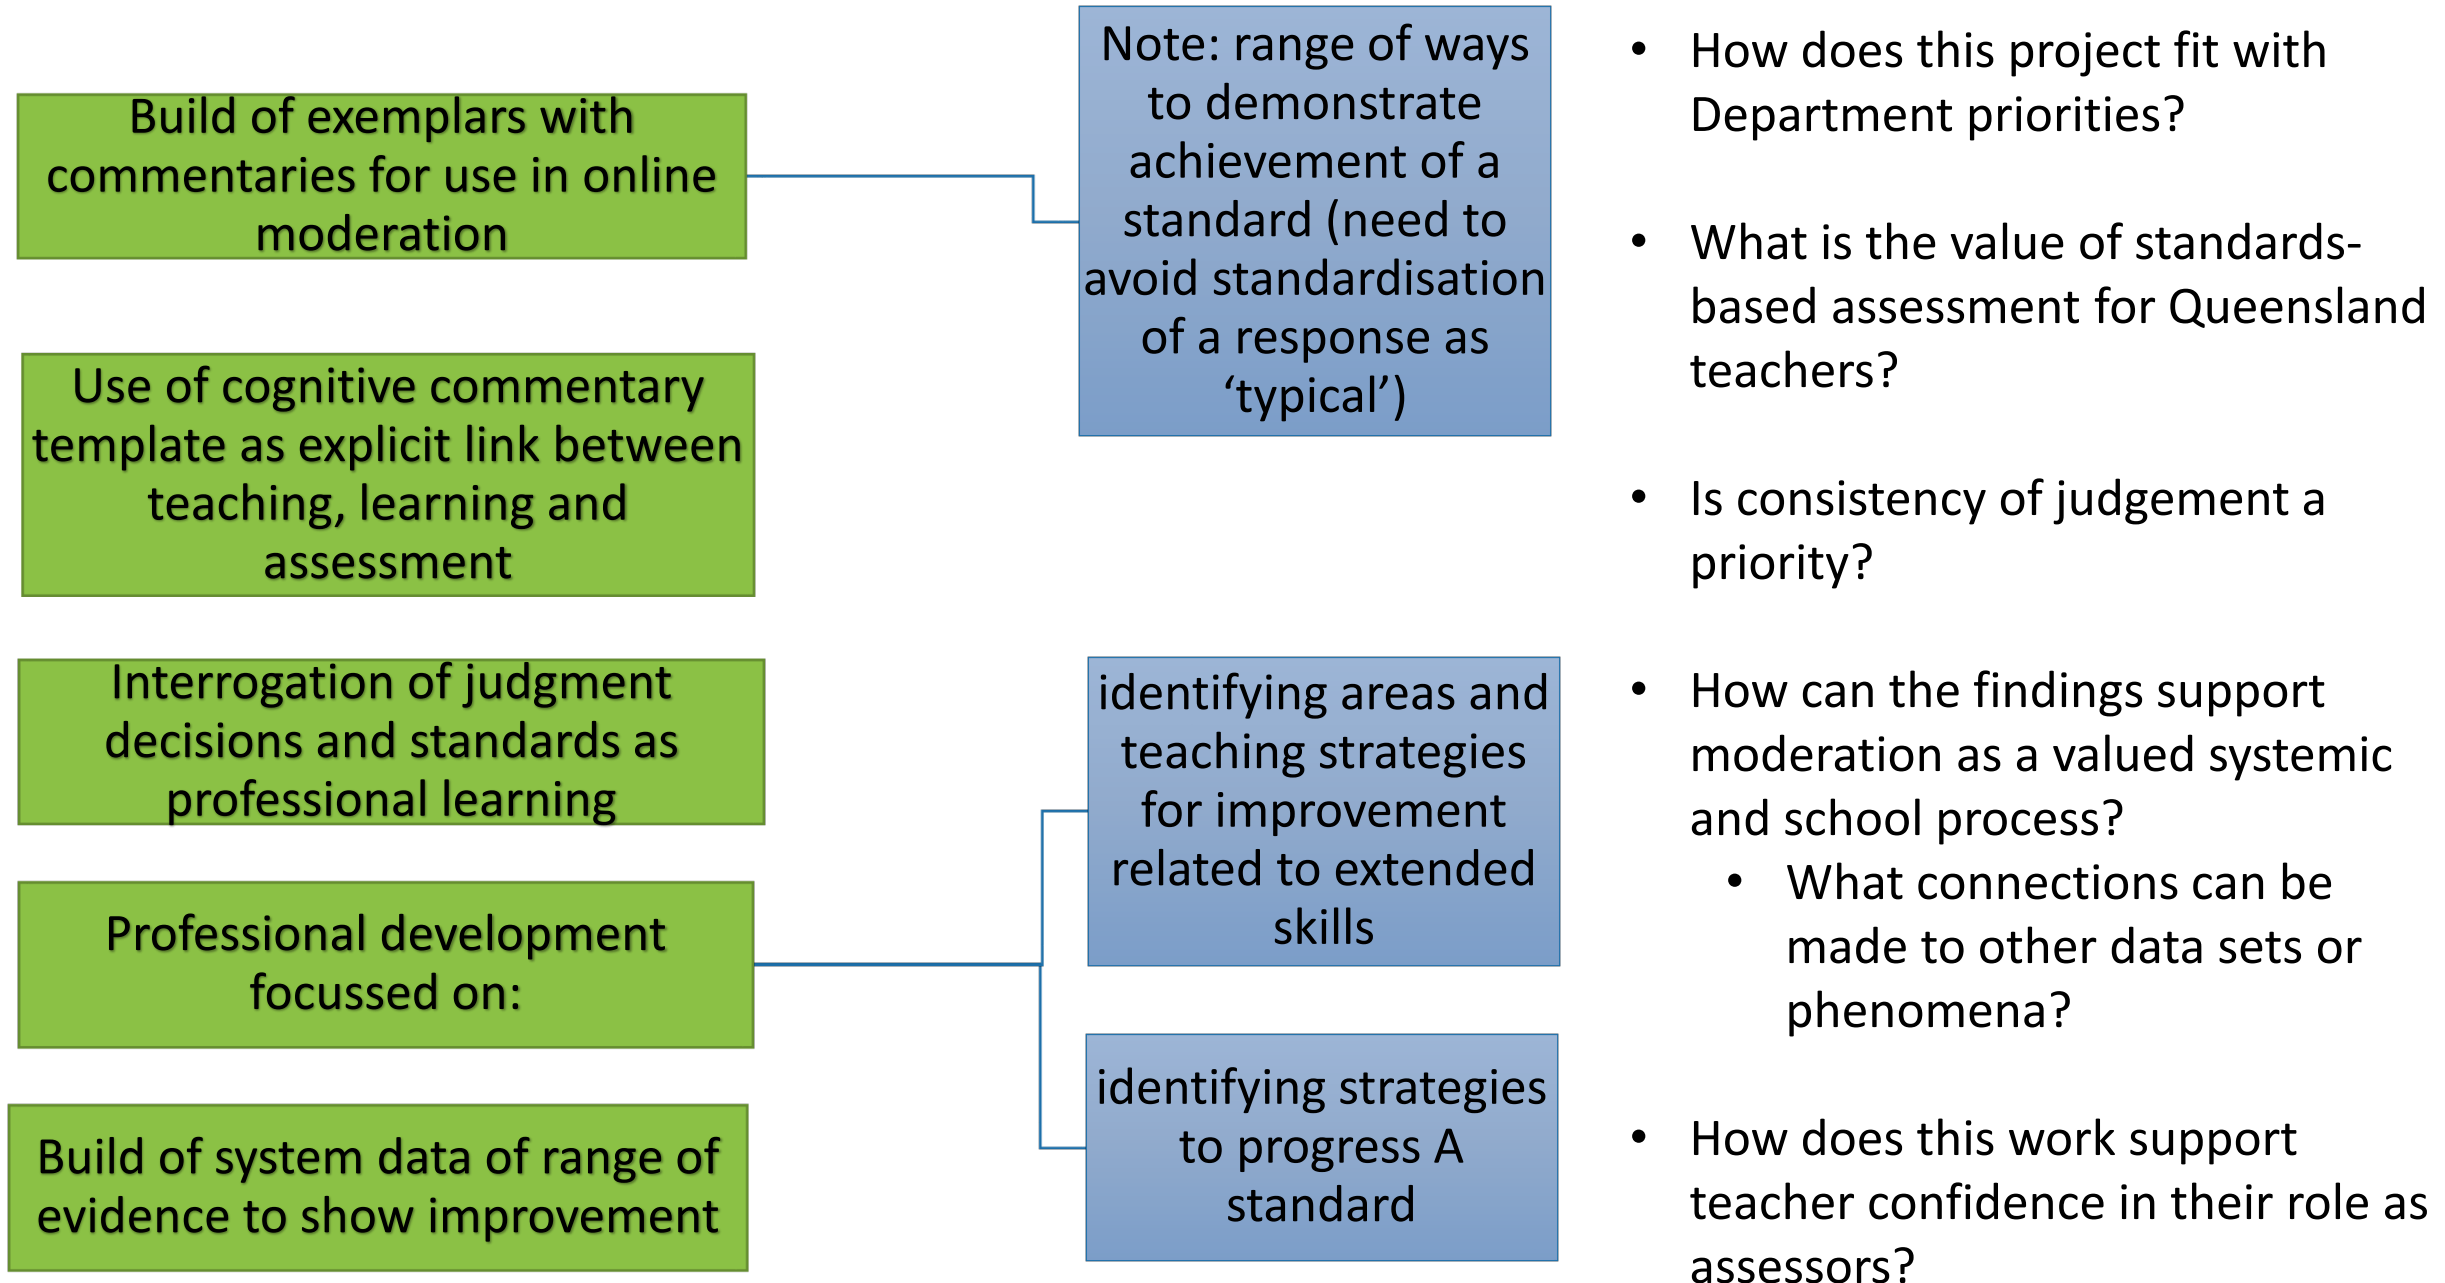 Build of exemplars with
commentaries for use in online
moderation
Note: range of ways
to demonstrate
achievement of a
standard (need to
avoid standardisation
of a response as
‘typical’)
Use of cognitive commentary
template as explicit link between
teaching, learning and
assessment
Interrogation of judgment
decisions and standards as
professional learning
Professional development
focussed on:
identifying areas and
teaching strategies
for improvement
related to extended
skills
identifying strategies
to progress A
standard
Build of system data of range of
evidence to show improvement
• How does this project fit with
Department priorities?
• What is the value of standards-
based assessment for Queensland
teachers?
• Is consistency of judgement a
priority?
• How can the findings support
moderation as a valued systemic
and school process?
• What connections can be
made to other data sets or
phenomena?
• How does this work support
teacher confidence in their role as
assessors?